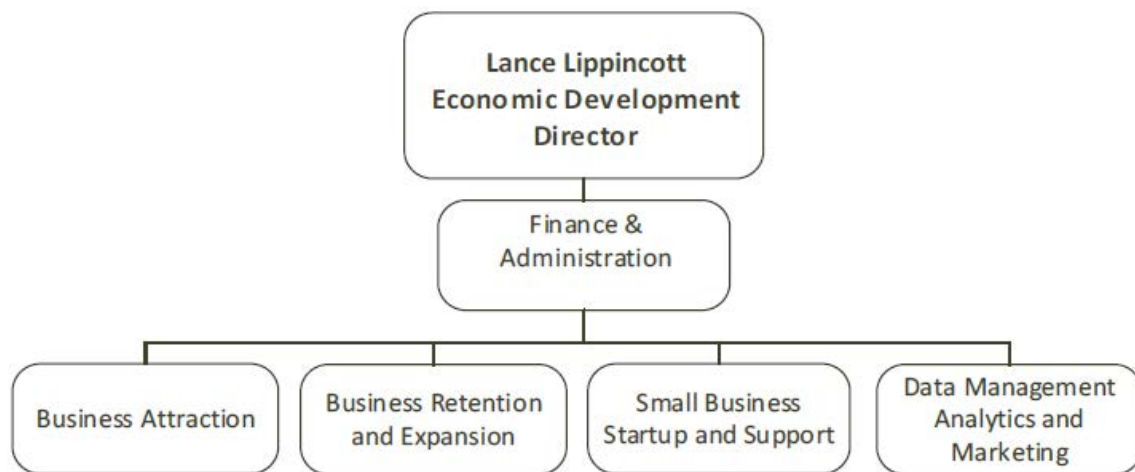 Lance Lippincott
Economic Development
Director
Finance &
Administration
Business Attraction
Business Retention
and Expansion
Small Business
Startup and Support
Data Management
Analytics and
Marketing